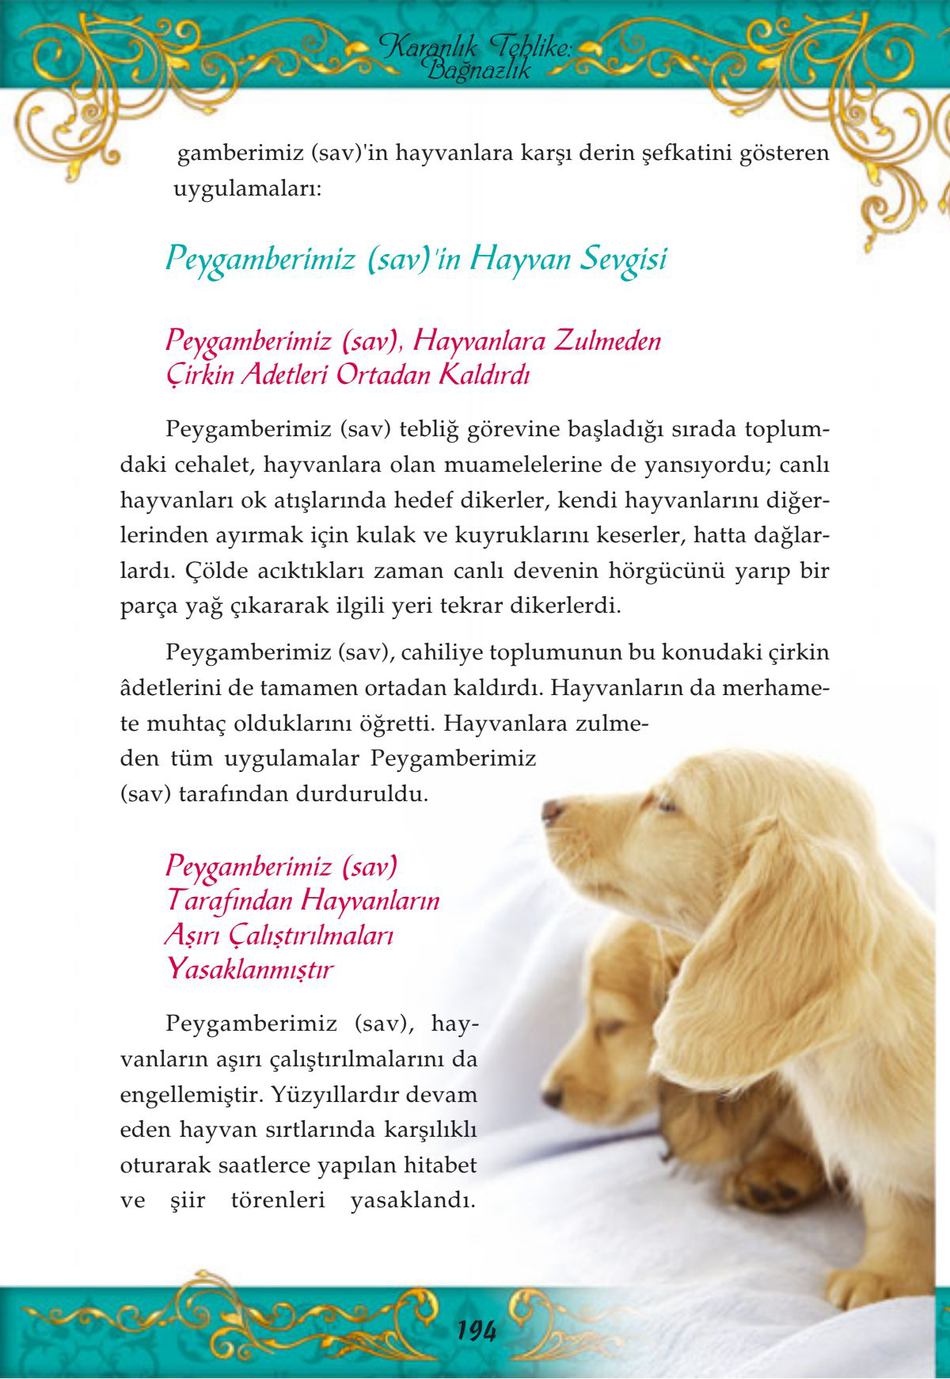 Karanlık Tehlike:
Bağnazlık
gamberimiz (sav)'in hayvanlara karşı derin şefkatini gösteren
uygulamaları:
Peygamberimiz (sav)'in Hayvan Sevgisi
Peygamberimiz (sav), Hayvanlara Zulmeden
Çirkin Adetleri Ortadan Kaldırdı
Peygamberimiz (sav) tebliğ görevine başladığı sırada toplum-
daki cehalet, hayvanlara olan muamelelerine de yansıyordu; canlı
hayvanları ok atışlarında hedef dikerler, kendi hayvanlarını diğer-
lerinden ayırmak için kulak ve kuyruklarını keserler, hatta dağlar-
lardı. Çölde acıktıkları zaman canlı devenin hörgücünü yarıp bir
parça yağ çıkararak ilgili yeri tekrar dikerlerdi.
Peygamberimiz (sav), cahiliye toplumunun bu konudaki çirkin
âdetlerini de tamamen ortadan kaldırdı. Hayvanların da merhame-
te muhtaç olduklarını öğretti. Hayvanlara zulme-
den tüm uygulamalar Peygamberimiz
(sav) tarafından durduruldu.
Peygamberimiz (sav)
Tarafından Hayvanların
Aşırı Çalıştırılmaları
Yasaklanmıştır
Peygamberimiz (sav), hay-
vanların aşırı çalıştırılmalarını da
engellemiştir. Yüzyıllardır devam
eden hayvan sırtlarında karşılıklı
oturarak saatlerce yapılan hitabet
ve şiir törenleri yasaklandı.
194